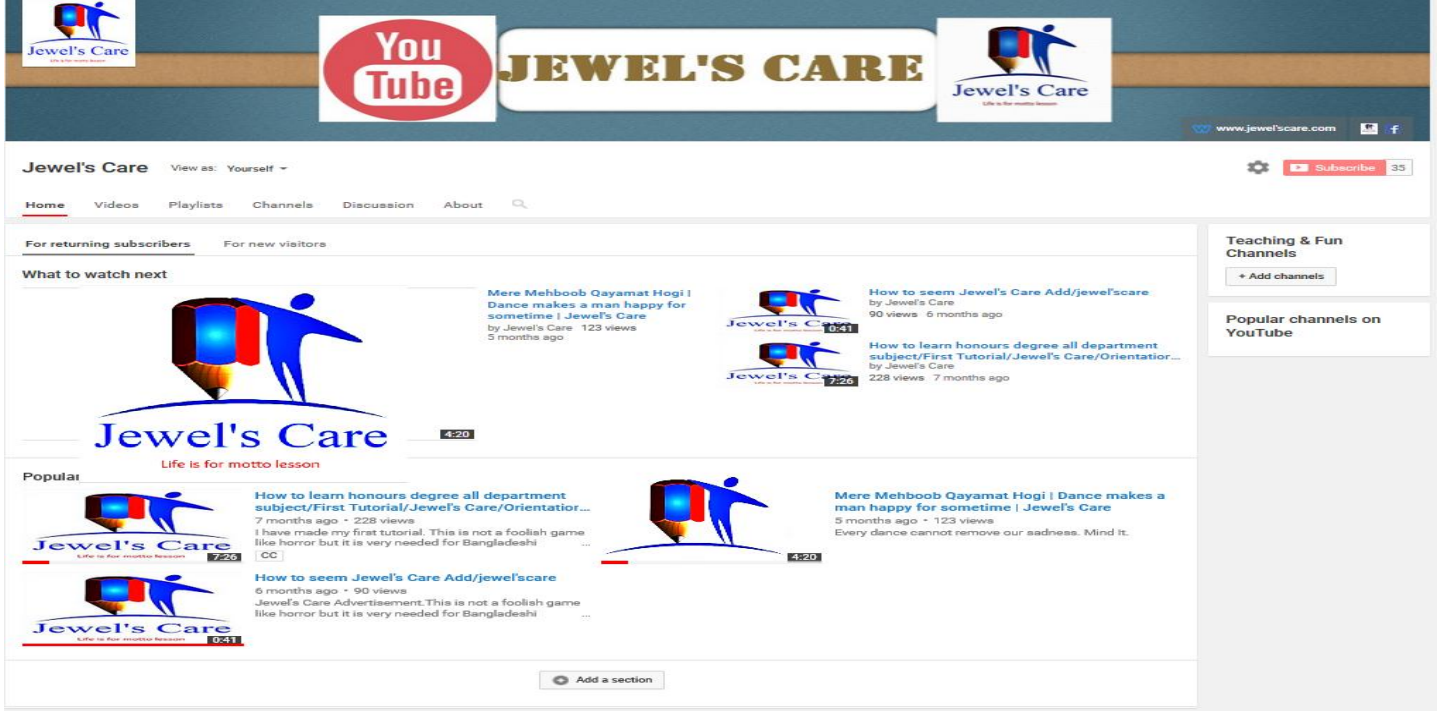 Jewel's Care
You
Tube
JEWEL'S CARE
Jewel's Care
Life is for motto lesson
www.jewel'scare.com
f
Jewel's Care View as: Yourself
Subscribe 35
Home Videos Playlists Channels Discussion About
For returning subscribers For new visitors
What to watch next
Jewel's Care
Life is for motto lesson
4:20
Mere Mehboob Qayamat Hogi |
Dance makes a man happy for
sometime | Jewel's Care
by Jewel's Care 123 views
5 months ago
Jewel's Care
0:41
How to seem Jewel's Care Add/jewel'scare
by Jewel's Care
90 views 6 months ago
Jewel's Care
7:26
How to learn honours degree all department
subject/First Tutorial/Jewel's Care/Orientatior...
by Jewel's Care
228 views 7 months ago
Popular
Jewel's Care
Life is for motto lesson
7:26
How to learn honours degree all department
subject/First Tutorial/Jewel's Care/Orientatior...
7 months ago • 228 views
I have made my first tutorial. This is not a foolish game
like horror but it is very needed for Bangladeshi ...
CC
4:20
Mere Mehboob Qayamat Hogi | Dance makes a
man happy for sometime | Jewel's Care
5 months ago • 123 views
Every dance cannot remove our sadness. Mind It.
Jewel's Care
Life is for motto lesson
0:41
How to seem Jewel's Care Add/jewel'scare
6 months ago • 90 views
Jewel's Care Advertisement.This is not a foolish game
like horror but it is very needed for Bangladeshi ...
Add a section
Teaching & Fun
Channels
+ Add channels
Popular channels on
YouTube